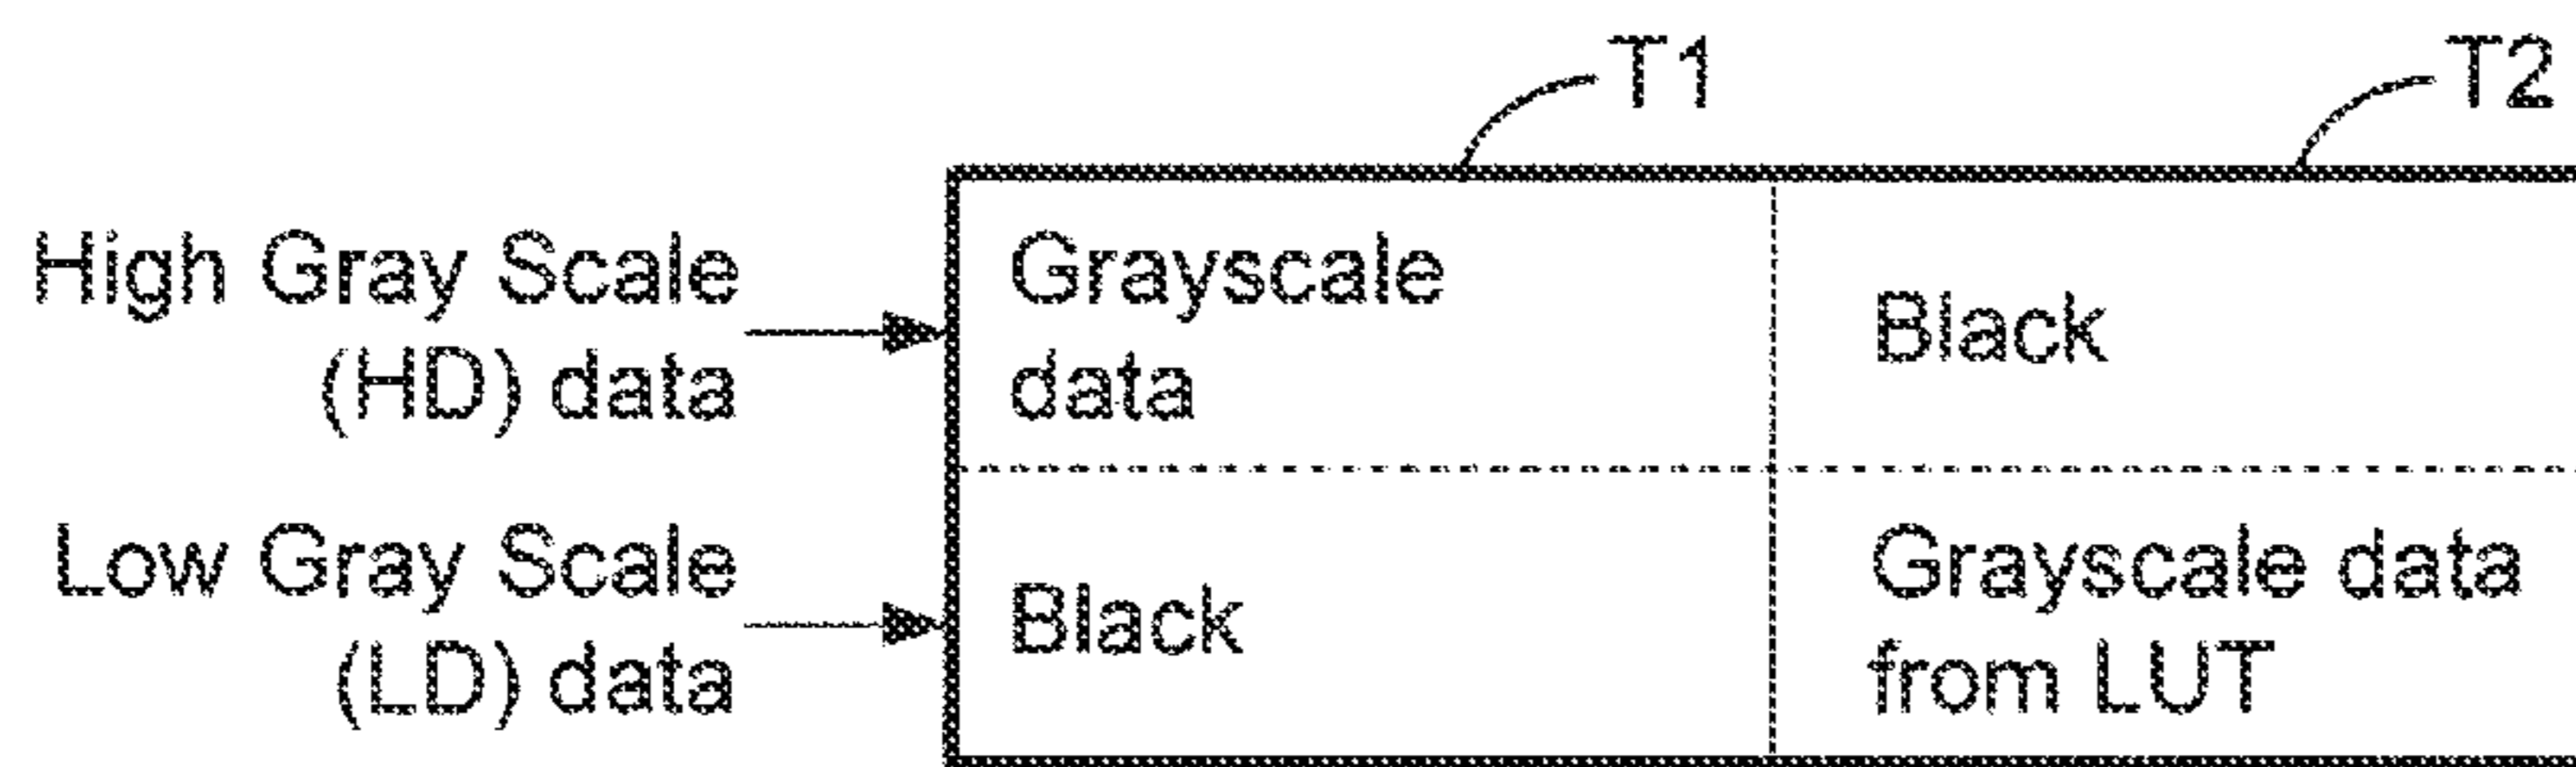 T1
T2
High Gray Scale
(HD) data
Grayscale
data
Black
Low Gray Scale
(LD) data
Black
Grayscale data
from LUT